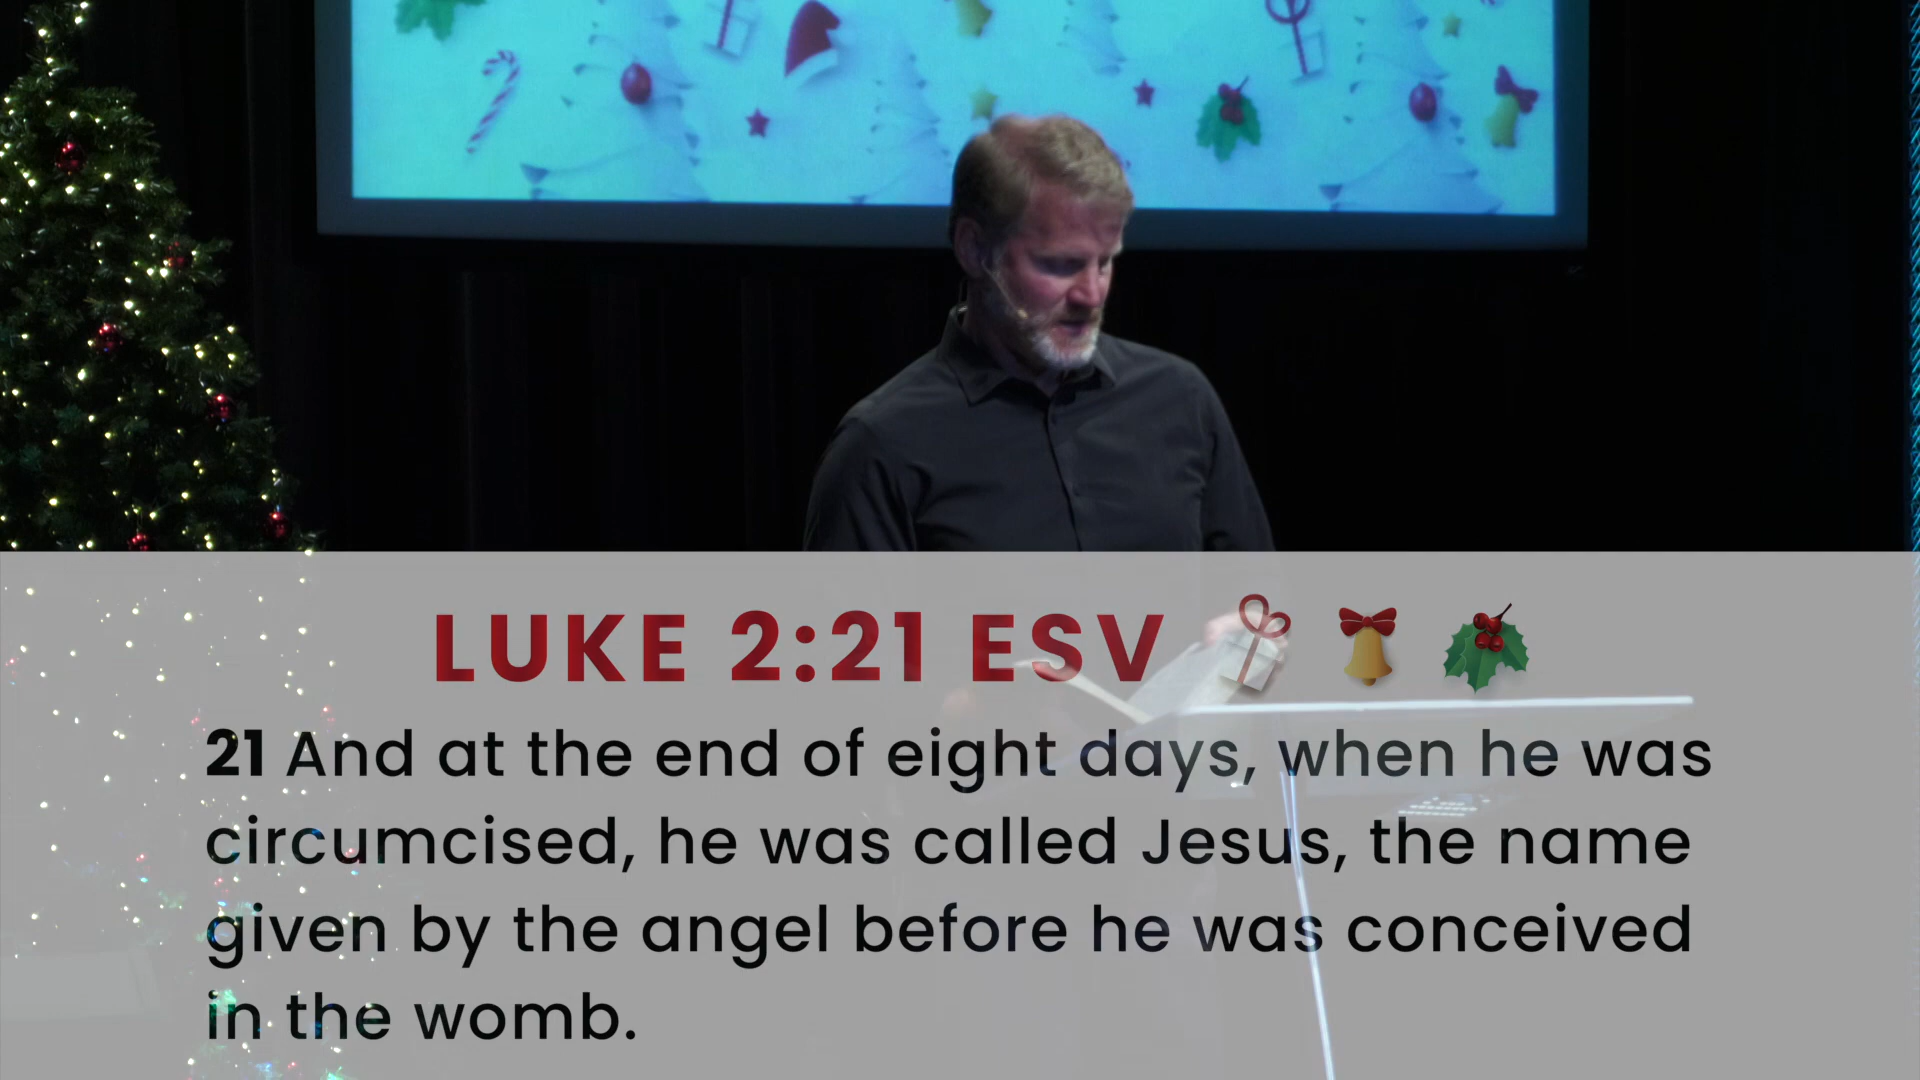 LUKE 2:21 ESV
21 And at the end of eight days, when he was
circumcised, he was called Jesus, the name
given by the angel before he was conceived
in the womb.